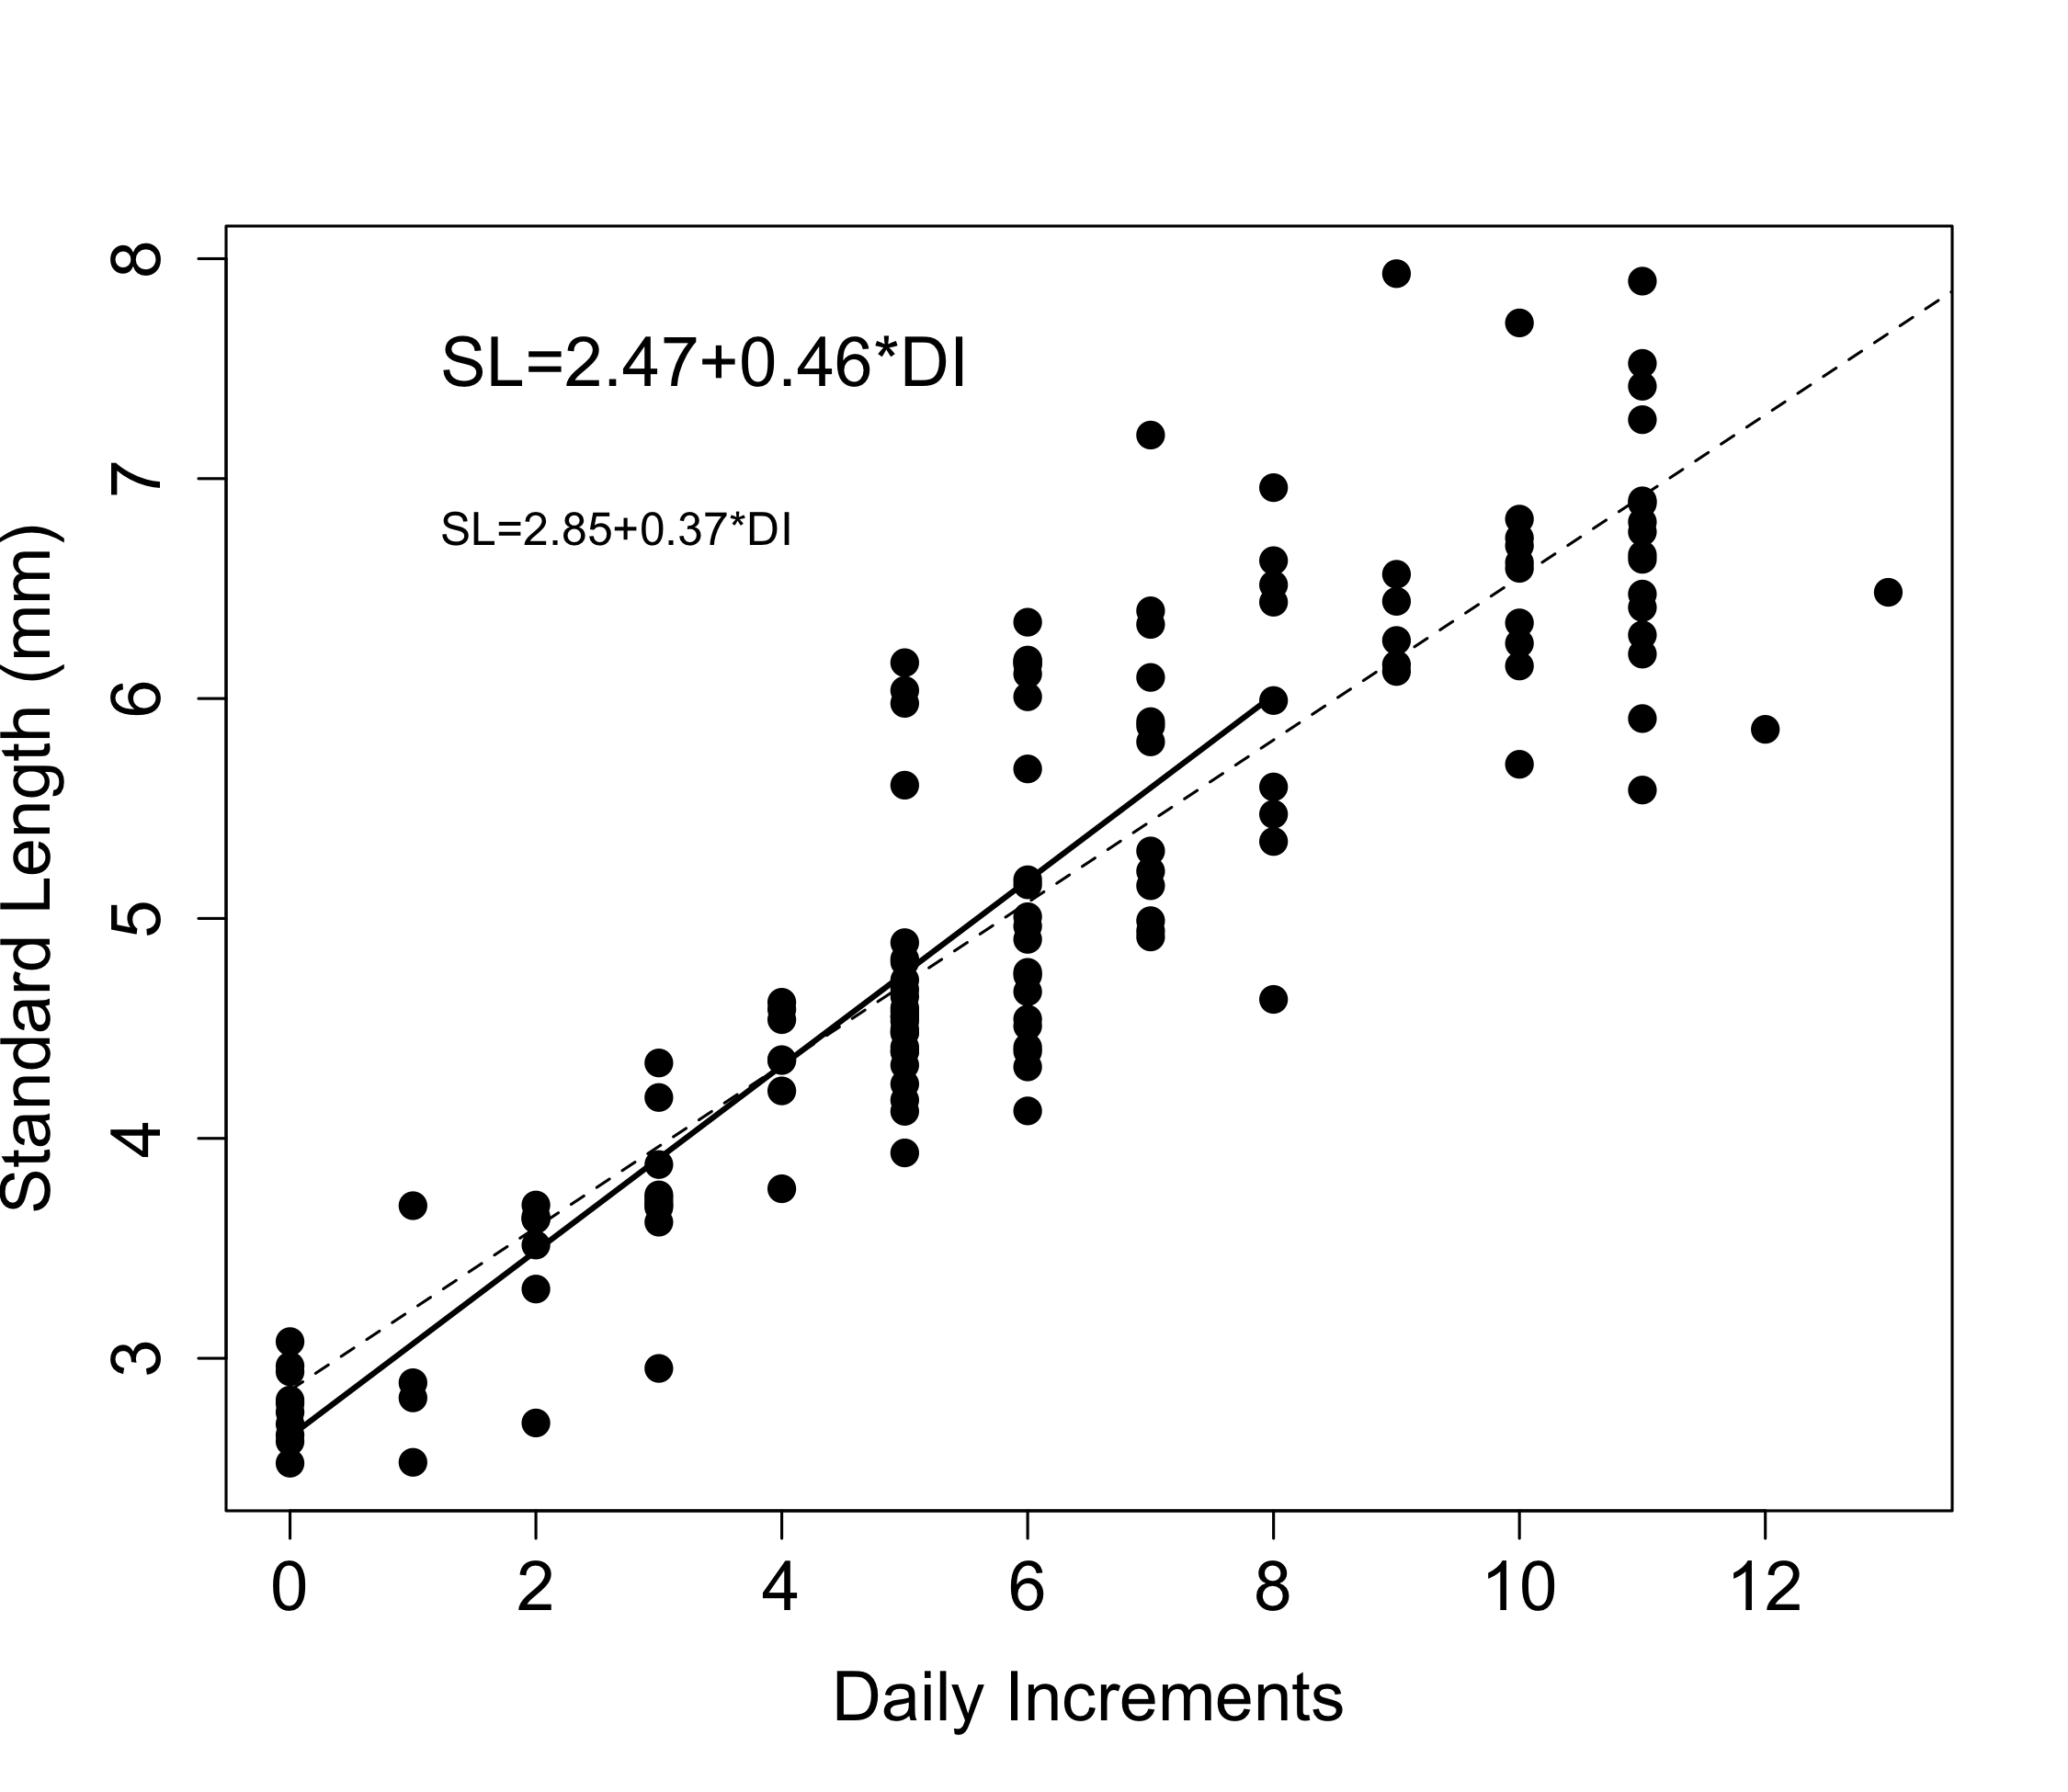 SL=2.47+0.46*DI
SL=2.85+0.37*DI
Standard Length (mm)
8
7
6
5
4
3
0 2 4 6 8 10 12
Daily Increments